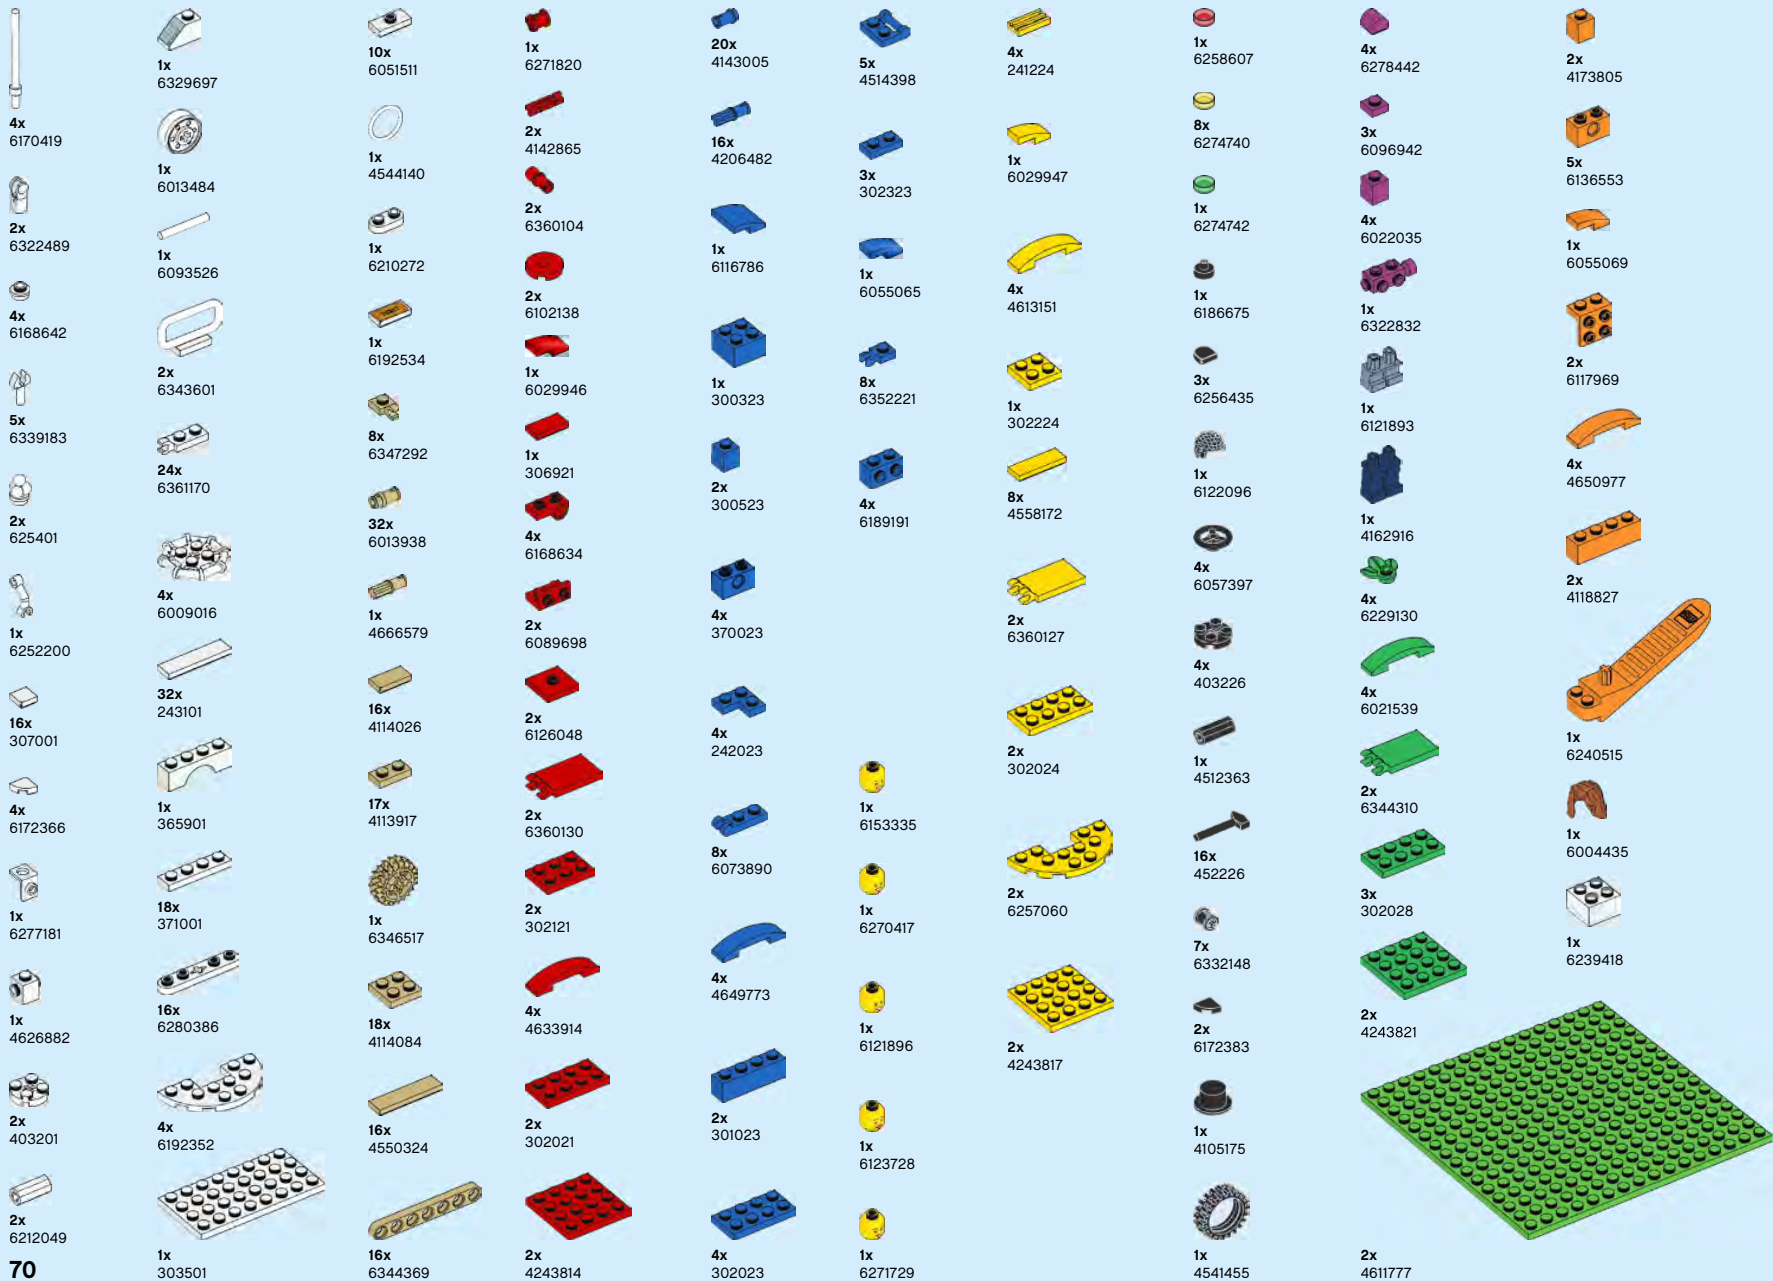 4x
6170419
2x
6322489
4x
6168642
5x
6339183
2x
625401
1x
6252200
16x
307001
4x
6172366
1x
6277181
1x
4626882
2x
403201
2x
6212049
70
1x
6329697
1x
6013484
1x
6093526
2x
6343601
24x
6361170
4x
6009016
32x
243101
1x
365901
18x
371001
16x
6280386
4x
6192352
1x
303501
10x
6051511
1x
4544140
1x
6210272
1x
6192534
8x
6347292
32x
6013938
1x
4666579
16x
4114026
17x
4113917
1x
6346517
18x
4114084
16x
4550324
16x
6344369
1x
6271820
2x
4142865
2x
6360104
2x
6102138
1x
6029946
1x
306921
4x
6168634
2x
6089698
2x
6126048
2x
6360130
2x
302121
4x
4633914
2x
302021
2x
4243814
20x
4143005
16x
4206482
1x
6116786
1x
300323
2x
300523
4x
370023
4x
242023
8x
6073890
4x
4649773
2x
301023
4x
302023
5x
4514398
3x
302323
1x
6055065
8x
6352221
4x
6189191
1x
6153335
1x
6270417
1x
6121896
1x
6123728
1x
6271729
4x
241224
1x
6029947
4x
4613151
1x
302224
8x
4558172
2x
6360127
2x
302024
2x
6257060
2x
4243817
1x
6258607
8x
6274740
1x
6274742
1x
6186675
3x
6256435
1x
6122096
4x
6057397
4x
403226
1x
4512363
16x
452226
7x
6332148
2x
6172383
1x
4105175
1x
4541455
4x
6278442
3x
6096942
4x
6022035
1x
6322832
1x
6121893
1x
4162916
4x
6229130
4x
6021539
2x
6344310
3x
302028
2x
4243821
2x
4611777
2x
4173805
5x
6136553
1x
6055069
2x
6117969
4x
4650977
2x
4118827
1x
6240515
1x
6004435
1x
6239418